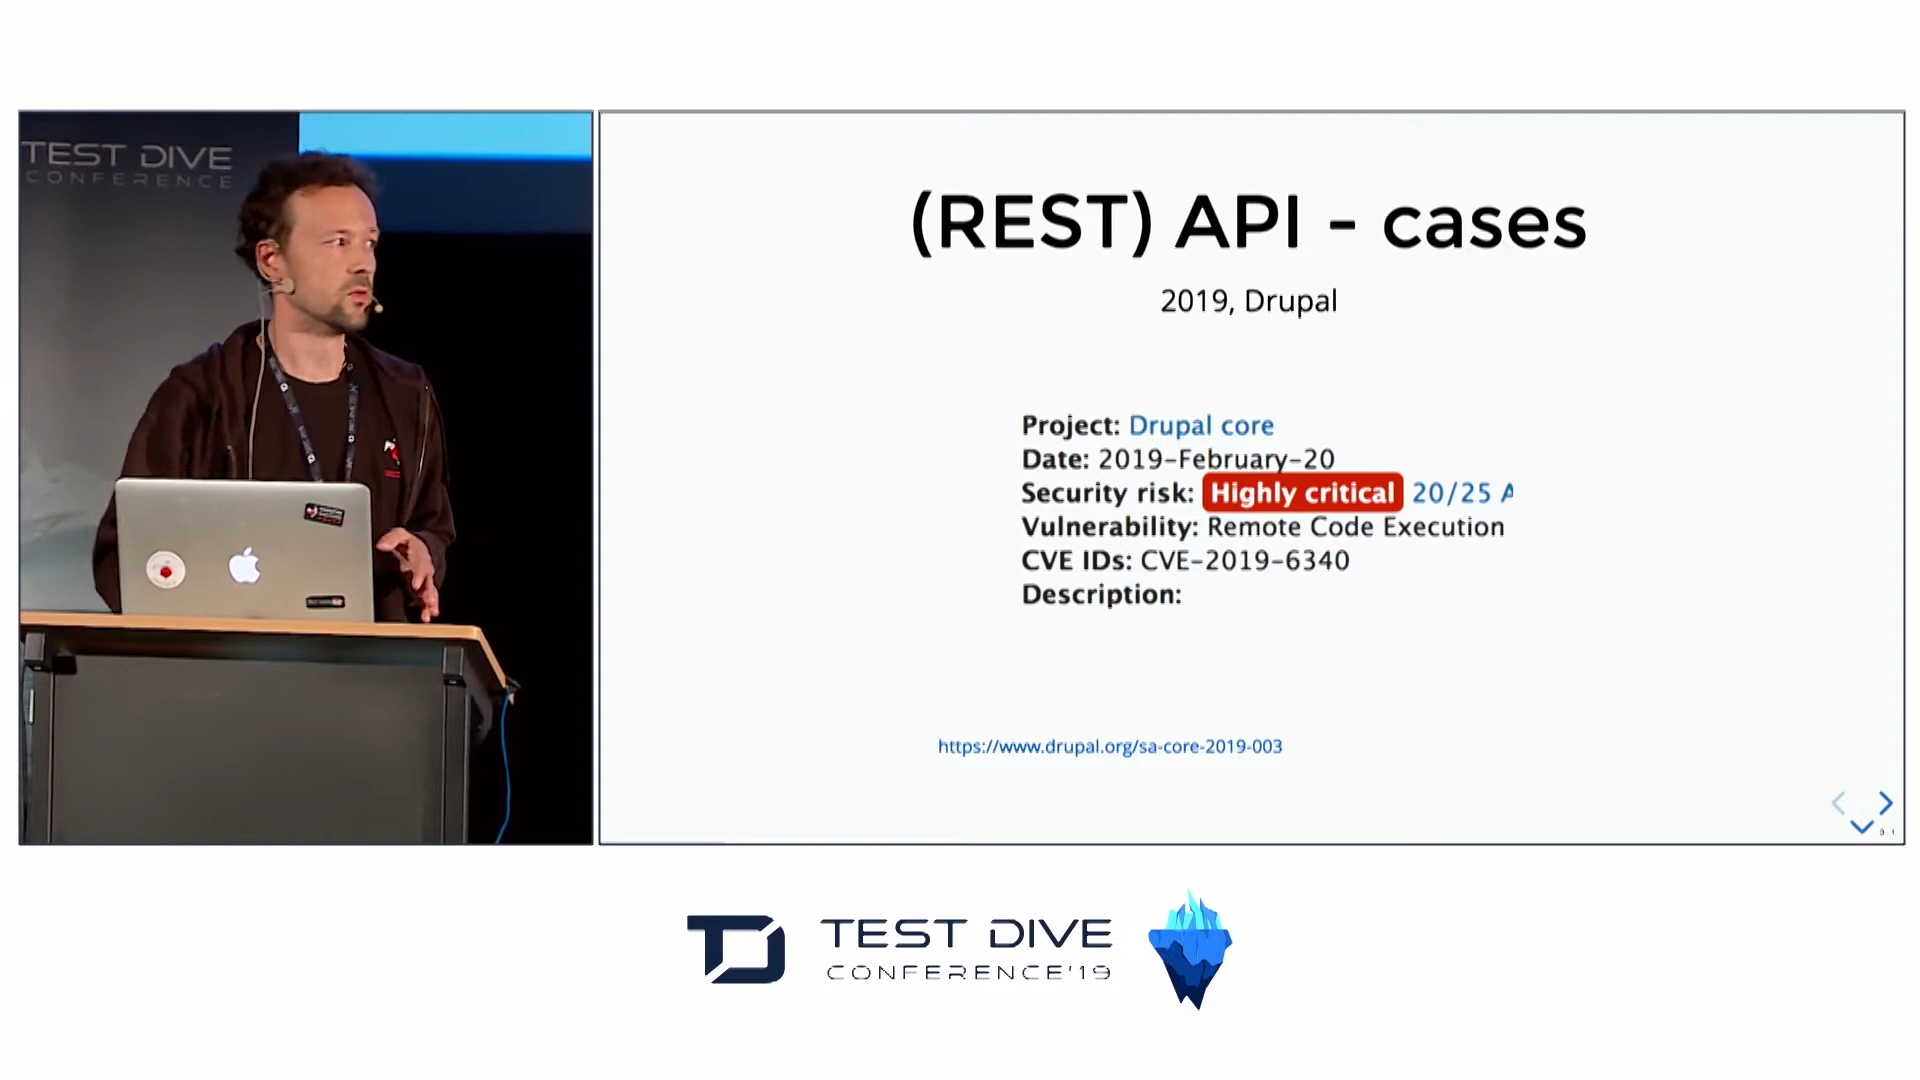 TEST DIVE
CONFERENCE
(REST) API - cases
2019, Drupal
Project: Drupal core
Date: 2019-February-20
Security risk: Highly critical 20/25 A
Vulnerability: Remote Code Execution
CVE IDs: CVE-2019-6340
Description:
https://www.drupal.org/sa-core-2019-003
TEST DIVE
CONFERENCE'19